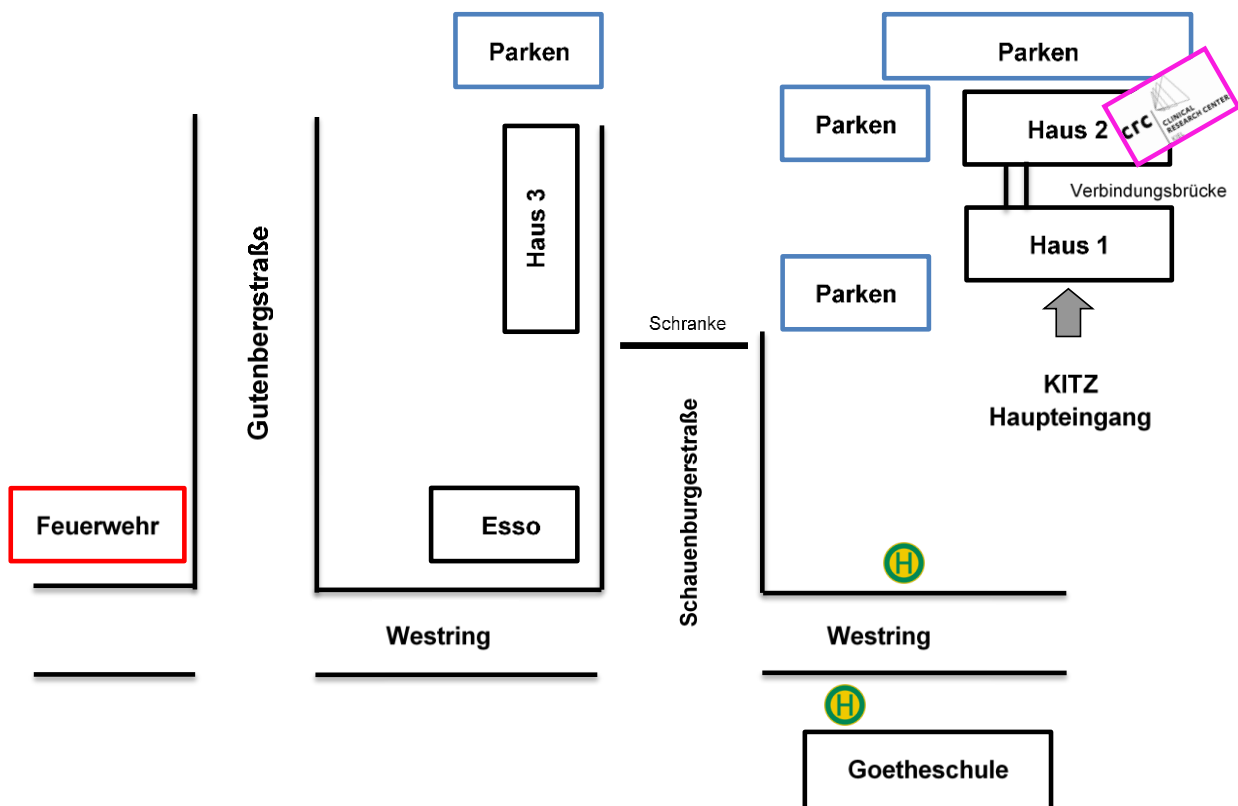 Parken
Parken
Parken
Haus 2
crc
CLINICAL
RESEARCH CENTER
KIEL
Verbindungsbrücke
Haus 3
Haus 1
Parken
Schranke
Gutenbergstraße
KITZ
Haupteingang
Schauenburgerstraße
Feuerwehr
Esso
H
Westring
Westring
H
Goetheschule